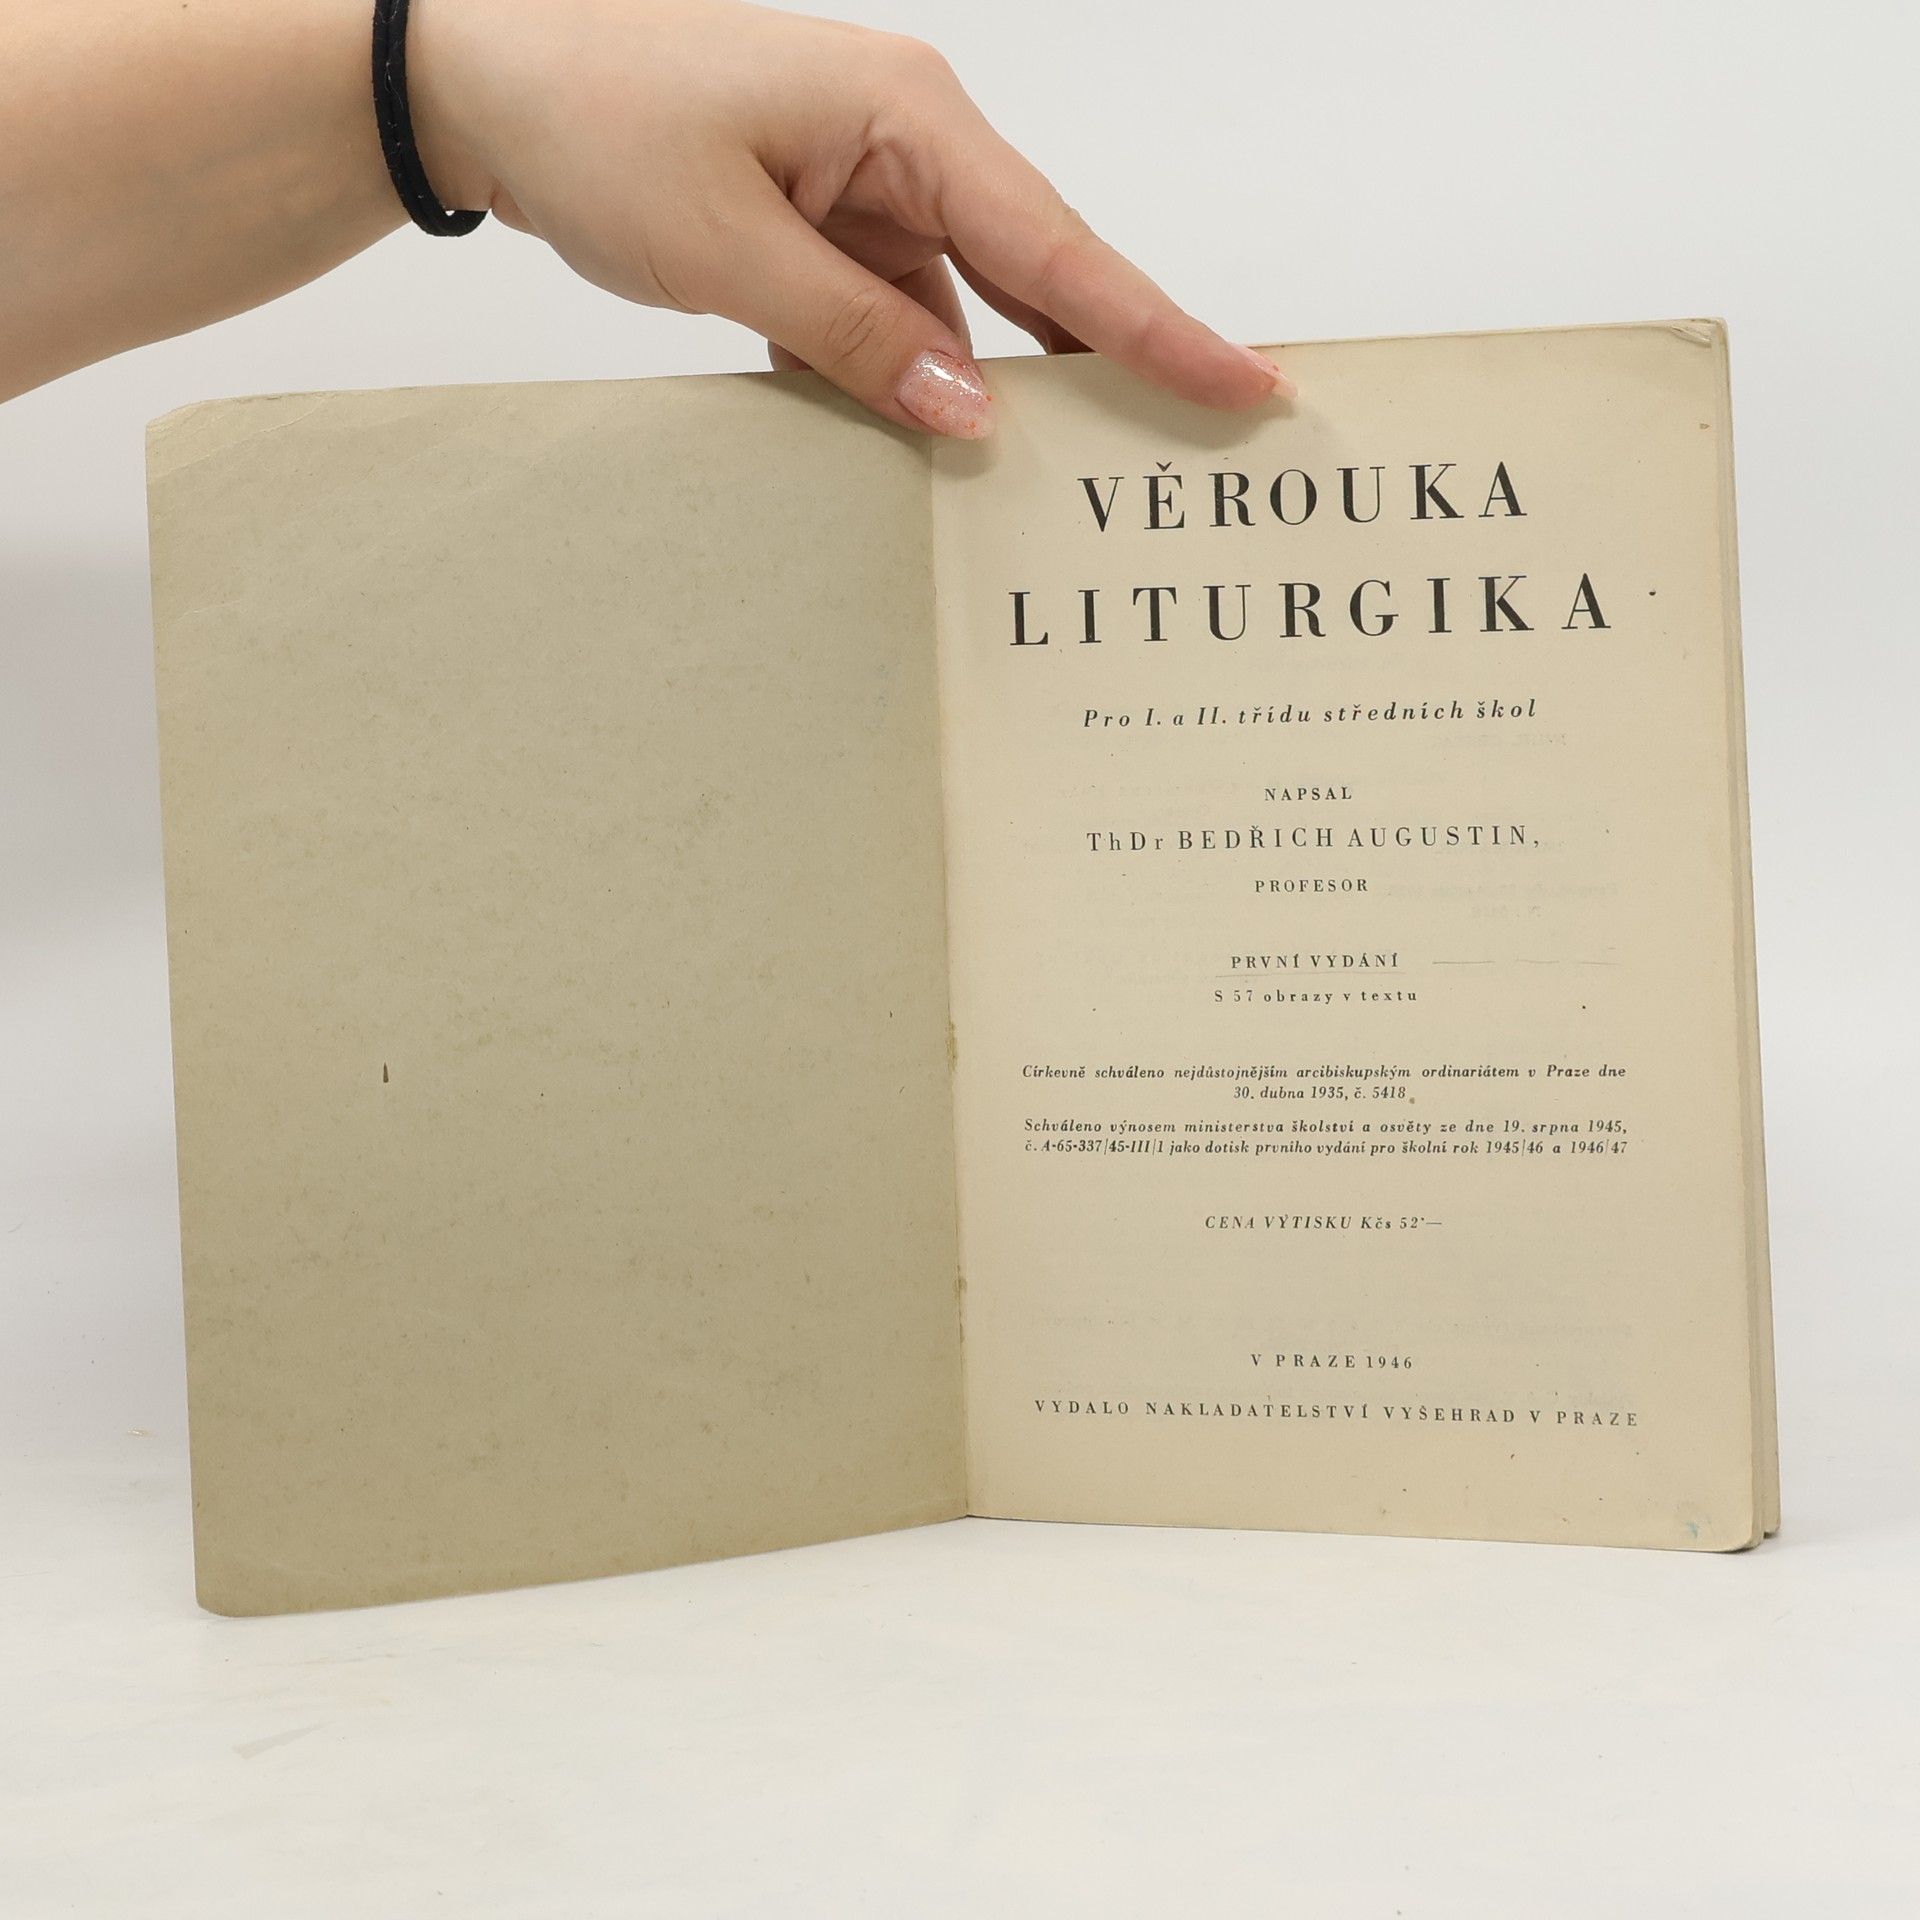 VĚROUKA
LITURGIKA
Pro I. a II. třídu středních škol
NAPSAL
ThDr BEDŘICH AUGUSTIN,
PROFESOR
PRVNÍ VYDÁNÍ
S 57 obrazy v textu
Církevně schváleno nejdůstojnějším arcibiskupským ordinariátem v Praze dne
30. dubna 1935, č. 5418
Schváleno výnosem ministerstva školství a osvěty ze dne 19. srpna 1945,
č. A-65-337/45-III/1 jako dotisk prvního vydání pro školní rok 1945/46 a 1946/47
CENA VÝTISKU Kčs 52·—
V PRAZE 1946
VYDALO NAKLADATELSTVÍ VYŠEHRAD V PRAZE